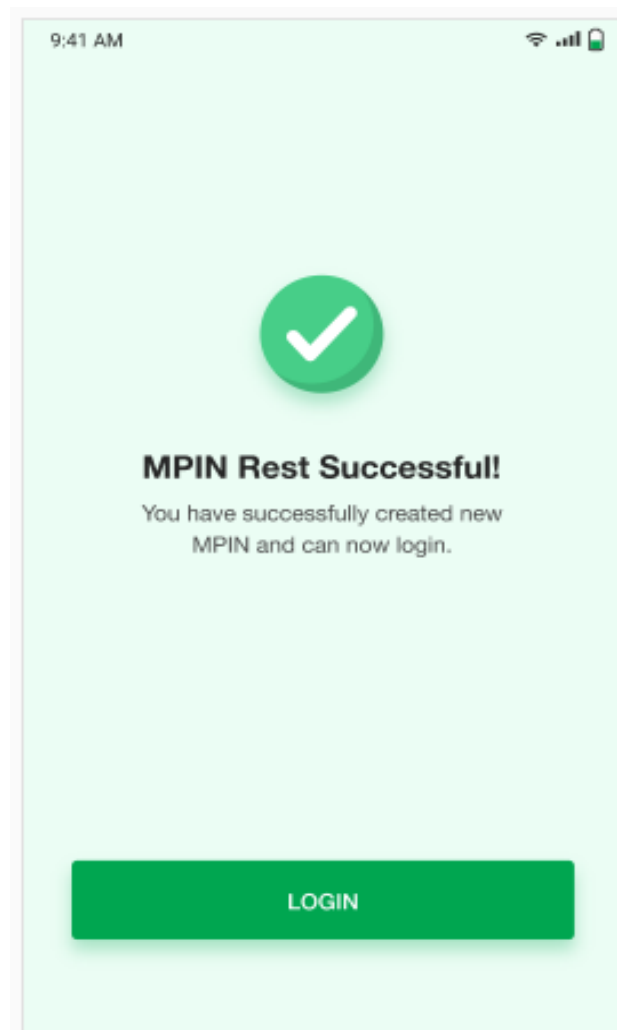 9:41 AM
MPIN Rest Successful!
You have successfully created new
MPIN and can now login.
LOGIN